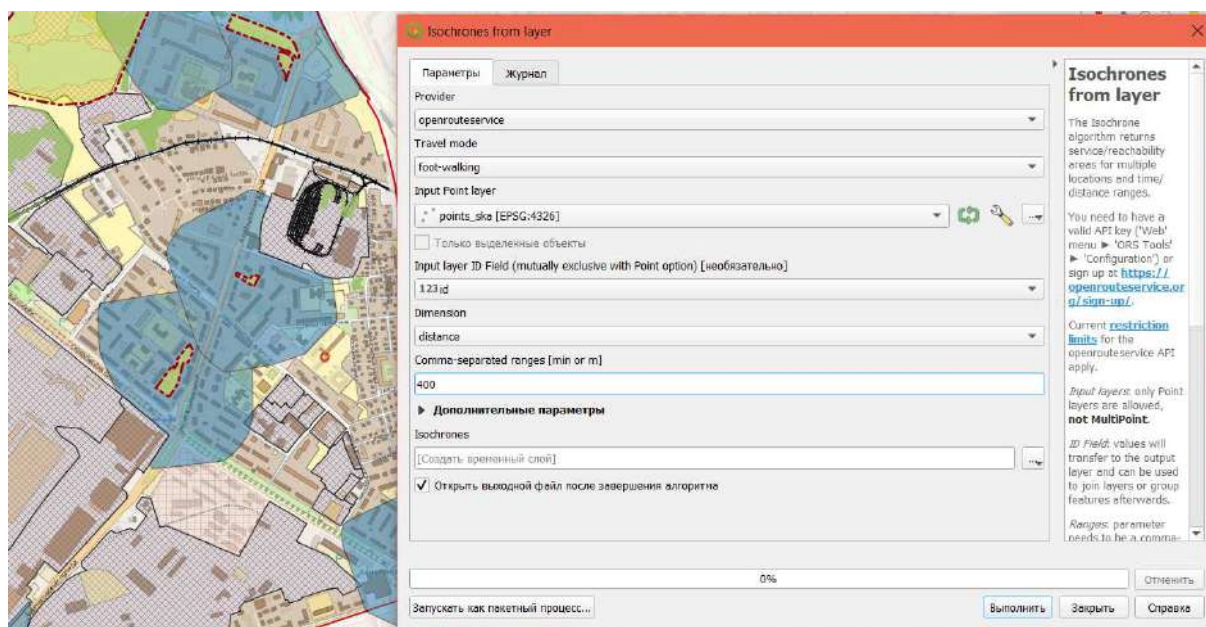 Isochrones from layer
Параметры
Журнал
Provider
openrouteservice
Travel mode
foot-walking
Input Point layer
points_ska [EPSG:4326]
Только выделенные объекты
Input layer ID Field (mutually exclusive with Point option) [необязательно]
123 id
Dimension
distance
Comma-separated ranges [min or m]
400
Дополнительные параметры
Isochrones
[Создать временный слой]
Открыть выходной файл после завершения алгоритма
0%
Отменить
Запускать как пакетный процесс...
Выполнить
Закрыть
Справка
Isochrones
from layer
The Isochrone
algorithm returns
service/reachability
areas for multiple
locations and time/
distance ranges.
You need to have a
valid API key ('Web'
menu ► 'ORS Tools'
► 'Configuration') or
sign up at https://
openrouteservice.or
g/sign-up/.
Current restriction
limits for the
openrouteservice API
apply.
Input layers: only Point
layers are allowed,
not MultiPoint.
ID Field: values will
transfer to the output
layer and can be used
to join layers or group
features afterwards.
Ranges: parameter
needs to be a comma-